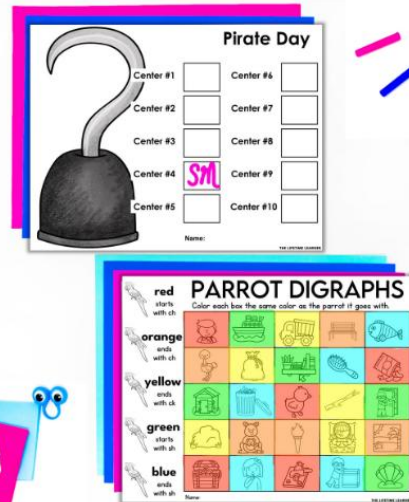 Pirate Day
Center #1
Center #6
Center #2
Center #7
Center #3
Center #8
Center #4
SM
Center #9
Center #5
Center #10
Name:
THE LIFETIME LEARNER
PARROT DIGRAPHS
Color each box the same color as the parrot it goes with.
red
starts
with ch
orange
ends
with ch
yellow
ends
with ck
green
starts
with sh
blue
ends
with sh
Name: